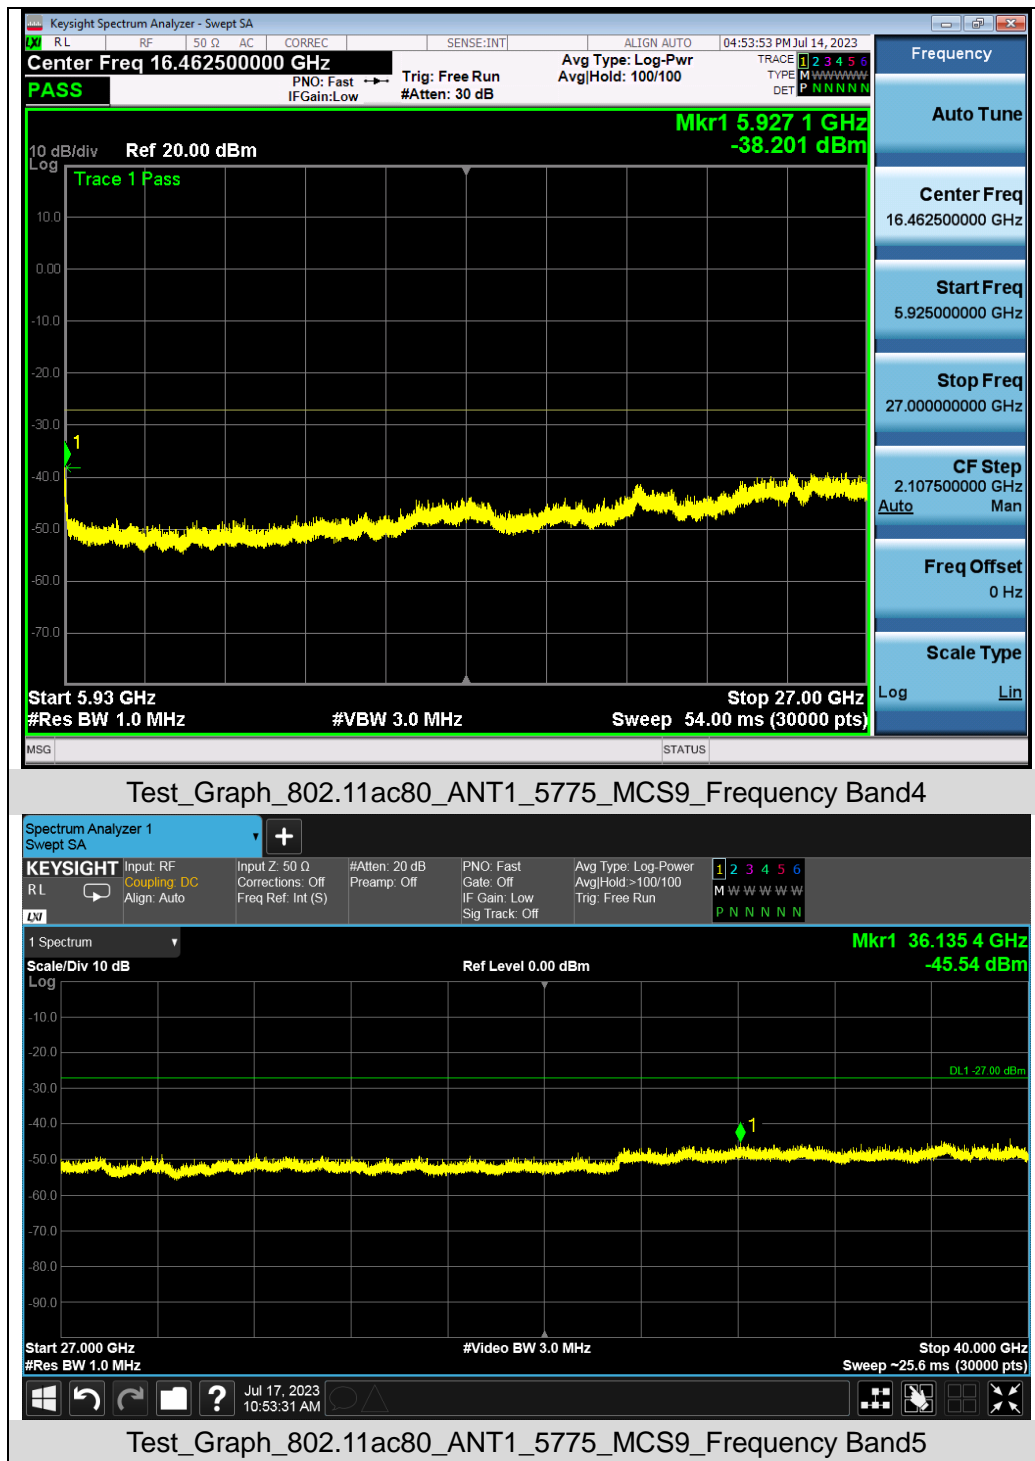 Keysight Spectrum Analyzer - Swept SA
LXI RL RF 50 Ω AC CORREC SENSE:INT ALIGN AUTO 04:53:53 PM Jul 14, 2023
Center Freq 16.462500000 GHz
PNO: Fast
IFGain:Low
Trig: Free Run
#Atten: 30 dB
Avg Type: Log-Pwr
Avg|Hold: 100/100
TRACE 1 2 3 4 5 6
TYPE M W W W W W
DET P N N N N N
PASS
Mkr1 5.927 1 GHz
-38.201 dBm
10 dB/div Ref 20.00 dBm
Log
Trace 1 Pass
10.0
0.00
-10.0
-20.0
-30.0
1
-40.0
-50.0
-60.0
-70.0
Start 5.93 GHz Stop 27.00 GHz
#Res BW 1.0 MHz #VBW 3.0 MHz Sweep 54.00 ms (30000 pts)
MSG STATUS
Frequency
Auto Tune
Center Freq
16.462500000 GHz
Start Freq
5.925000000 GHz
Stop Freq
27.000000000 GHz
CF Step
2.107500000 GHz
Auto Man
Freq Offset
0 Hz
Scale Type
Log Lin
Test_Graph_802.11ac80_ANT1_5775_MCS9_Frequency Band4
Spectrum Analyzer 1
Swept SA
+
KEYSIGHT
RL
LXI
Input: RF
Coupling: DC
Align: Auto
Input Z: 50 Ω
Corrections: Off
Freq Ref: Int (S)
#Atten: 20 dB
Preamp: Off
PNO: Fast
Gate: Off
IF Gain: Low
Sig Track: Off
Avg Type: Log-Power
Avg|Hold:>100/100
Trig: Free Run
1 2 3 4 5 6
M W W W W W
P N N N N N
1 Spectrum
Scale/Div 10 dB
Log
Ref Level 0.00 dBm
Mkr1 36.135 4 GHz
-45.54 dBm
-10.0
-20.0
DL1 -27.00 dBm
-30.0
-40.0
1
-50.0
-60.0
-70.0
-80.0
-90.0
Start 27.000 GHz #Video BW 3.0 MHz Stop 40.000 GHz
#Res BW 1.0 MHz Sweep ~25.6 ms (30000 pts)
?
Jul 17, 2023
10:53:31 AM
Test_Graph_802.11ac80_ANT1_5775_MCS9_Frequency Band5